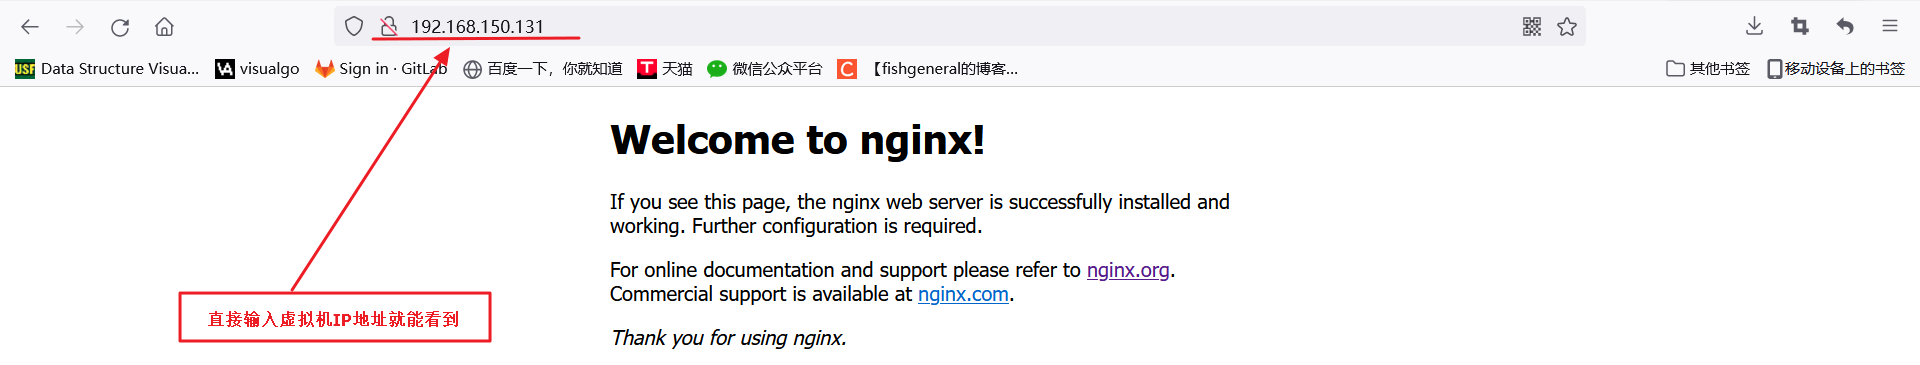 192.168.150.131
USF Data Structure Visua... VA visualgo Sign in · GitLab 百度一下，你就知道 T 天猫 微信公众平台 C 【fishgeneral的博客... 其他书签 移动设备上的书签
Welcome to nginx!
If you see this page, the nginx web server is successfully installed and
working. Further configuration is required.
For online documentation and support please refer to nginx.org.
Commercial support is available at nginx.com.
直接输入虚拟机IP地址就能看到
Thank you for using nginx.